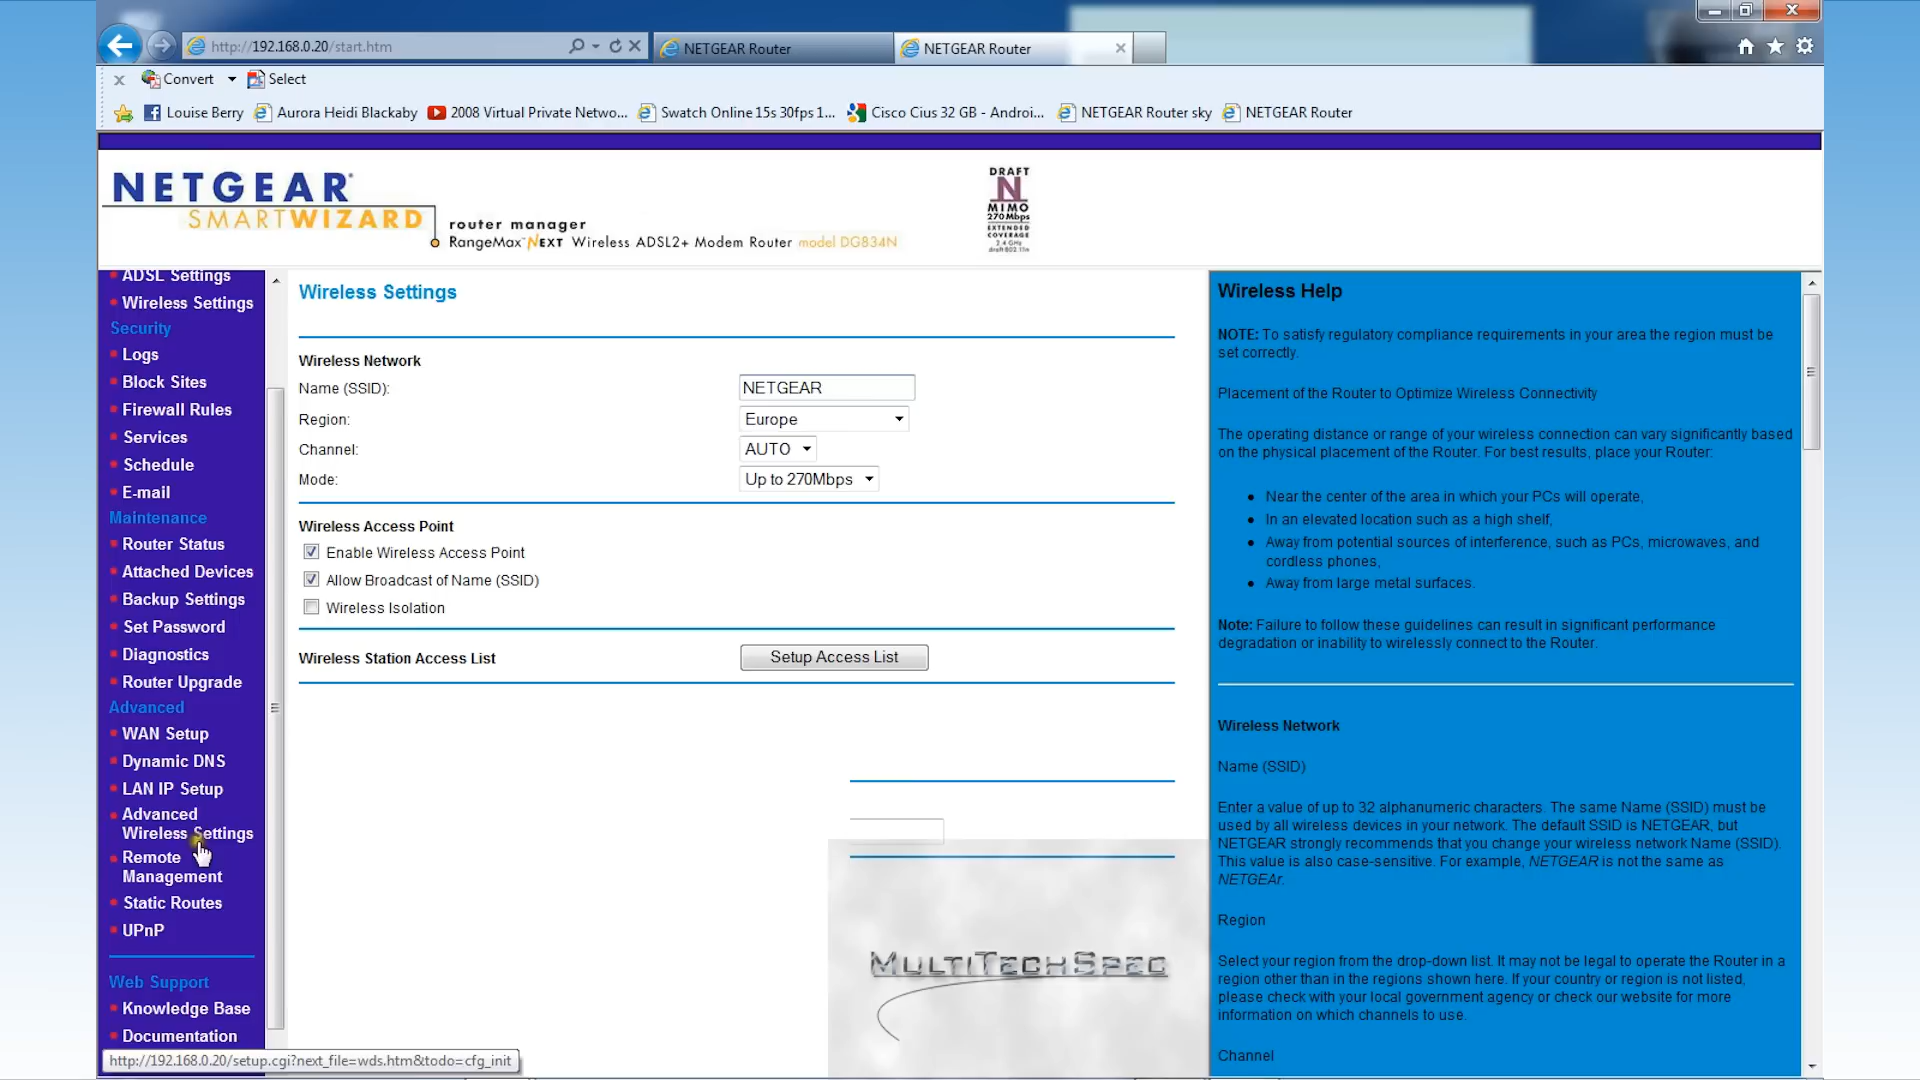 http://192.168.0.20/start.htm
NETGEAR Router
NETGEAR Router
x Convert Select
Louise Berry
Aurora Heidi Blackaby
2008 Virtual Private Netwo...
Swatch Online 15s 30fps 1...
Cisco Cius 32 GB - Androi...
NETGEAR Router sky
NETGEAR Router
NETGEAR
SMARTWIZARD
router manager
RangeMax NEXT Wireless ADSL2+ Modem Router model DG834N
DRAFT
N
MIMO
270 Mbps
EXTENDED
COVERAGE
2.4 GHz
draft 802.11n
ADSL Settings
Wireless Settings
Security
Logs
Block Sites
Firewall Rules
Services
Schedule
E-mail
Maintenance
Router Status
Attached Devices
Backup Settings
Set Password
Diagnostics
Router Upgrade
Advanced
WAN Setup
Dynamic DNS
LAN IP Setup
Advanced
Wireless Settings
Remote
Management
Static Routes
UPnP
Web Support
Knowledge Base
Documentation
http://192.168.0.20/setup.cgi?next_file=wds.htm&todo=cfg_init
Wireless Settings
Wireless Network
Name (SSID): NETGEAR
Region: Europe
Channel: AUTO
Mode: Up to 270Mbps
Wireless Access Point
Enable Wireless Access Point
Allow Broadcast of Name (SSID)
Wireless Isolation
Wireless Station Access List Setup Access List
MULTITECHSPEC
Wireless Help
NOTE: To satisfy regulatory compliance requirements in your area the region must be
set correctly.
Placement of the Router to Optimize Wireless Connectivity
The operating distance or range of your wireless connection can vary significantly based
on the physical placement of the Router. For best results, place your Router:
Near the center of the area in which your PCs will operate,
In an elevated location such as a high shelf,
Away from potential sources of interference, such as PCs, microwaves, and
cordless phones,
Away from large metal surfaces.
Note: Failure to follow these guidelines can result in significant performance
degradation or inability to wirelessly connect to the Router.
Wireless Network
Name (SSID)
Enter a value of up to 32 alphanumeric characters. The same Name (SSID) must be
used by all wireless devices in your network. The default SSID is NETGEAR, but
NETGEAR strongly recommends that you change your wireless network Name (SSID).
This value is also case-sensitive. For example, NETGEAR is not the same as
NETGEAr.
Region
Select your region from the drop-down list. It may not be legal to operate the Router in a
region other than in the regions shown here. If your country or region is not listed,
please check with your local government agency or check our website for more
information on which channels to use.
Channel